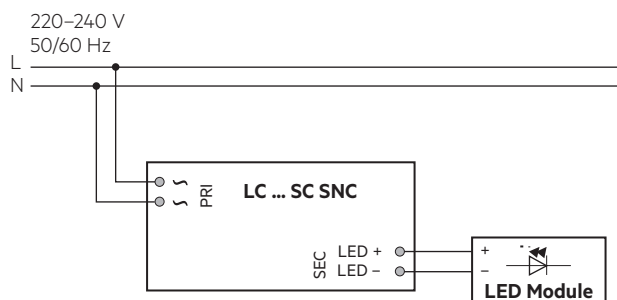 220–240 V
50/60 Hz
L
N
~
~
PRI
LC ... SC SNC
SEC
LED +
LED –
+
–
LED Module